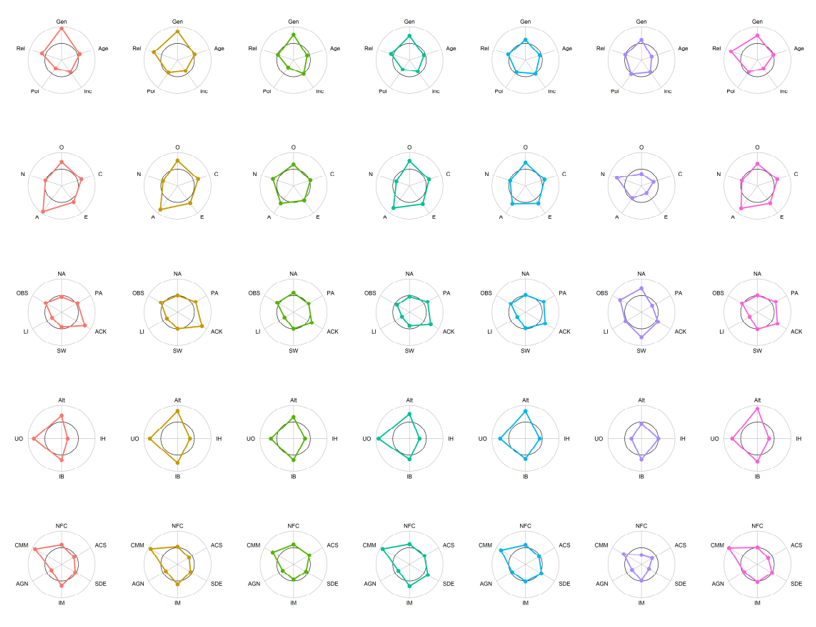 Gen Gen Gen Gen Gen Gen Gen
Rel Age Rel Age Rel Age Rel Age Rel Age Rel Age Rel Age
Pol Inc Pol Inc Pol Inc Pol Inc Pol Inc Pol Inc Pol Inc
O O O O O O O
N C N C N C N C N C N C N C
A E A E A E A E A E A E A E
NA NA NA NA NA NA NA
OBS PA OBS PA OBS PA OBS PA OBS PA OBS PA OBS PA
LI ACK LI ACK LI ACK LI ACK LI ACK LI ACK LI ACK
SW SW SW SW SW SW SW
Alt Alt Alt Alt Alt Alt Alt
UO IH UO IH UO IH UO IH UO IH UO IH UO IH
IB IB IB IB IB IB IB
NFC NFC NFC NFC NFC NFC NFC
CMM ACS CMM ACS CMM ACS CMM ACS CMM ACS CMM ACS CMM ACS
AGN SDE AGN SDE AGN SDE AGN SDE AGN SDE AGN SDE AGN SDE
IM IM IM IM IM IM IM